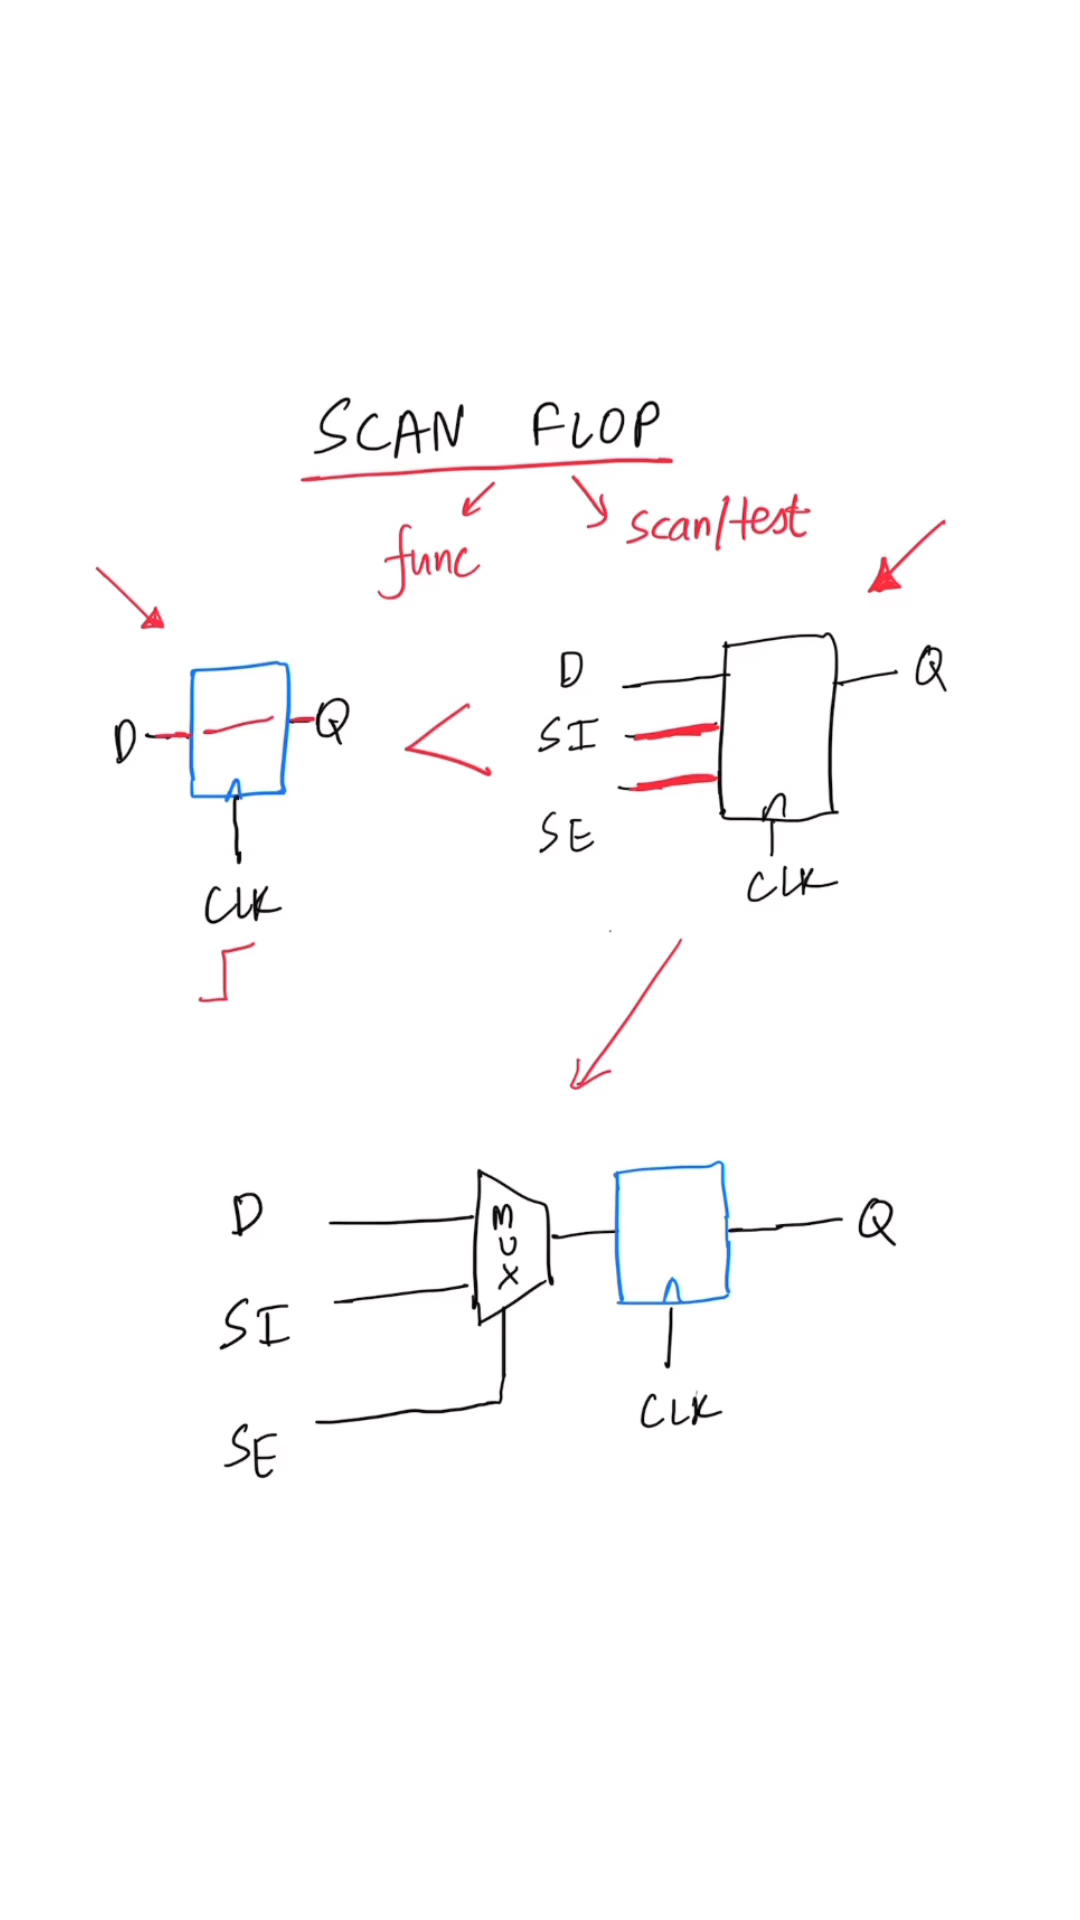 SCAN FLOP
func
scan/test
D
Q
CLK
D
SI
SE
Q
CLK
D
SI
SE
MUX
Q
CLK